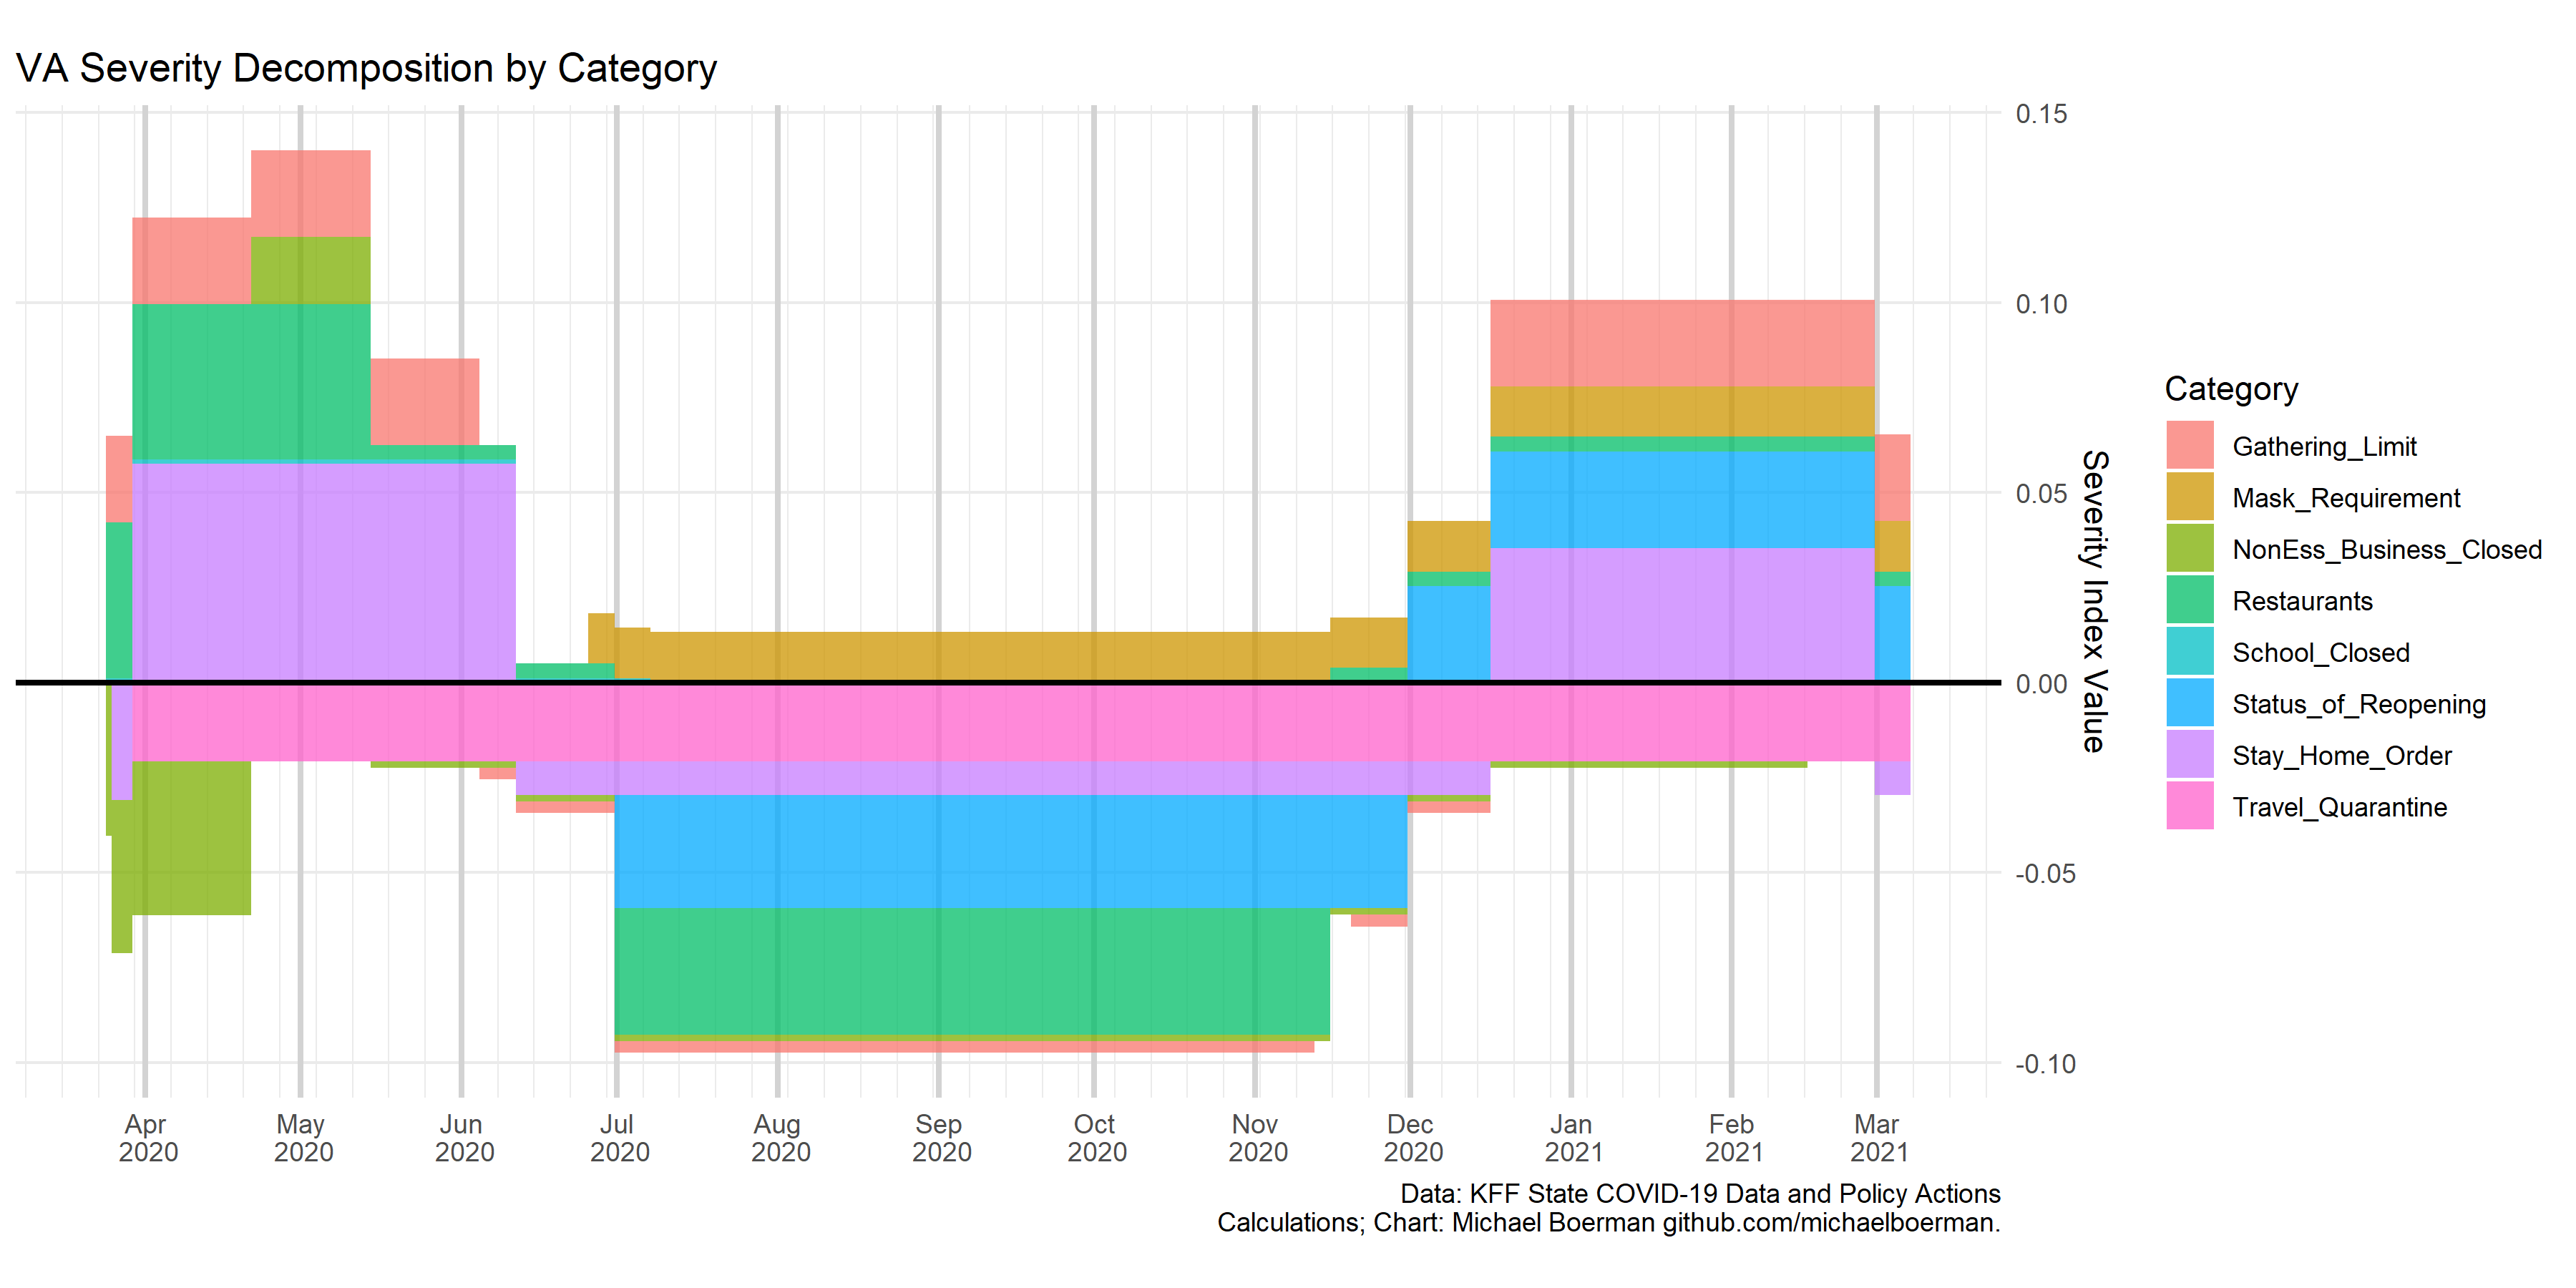 VA Severity Decomposition by Category
0.15
0.10
0.05
0.00
-0.05
-0.10
Severity Index Value
Apr
2020
May
2020
Jun
2020
Jul
2020
Aug
2020
Sep
2020
Oct
2020
Nov
2020
Dec
2020
Jan
2021
Feb
2021
Mar
2021
Category
Gathering_Limit
Mask_Requirement
NonEss_Business_Closed
Restaurants
School_Closed
Status_of_Reopening
Stay_Home_Order
Travel_Quarantine
Data: KFF State COVID-19 Data and Policy Actions
Calculations; Chart: Michael Boerman github.com/michaelboerman.